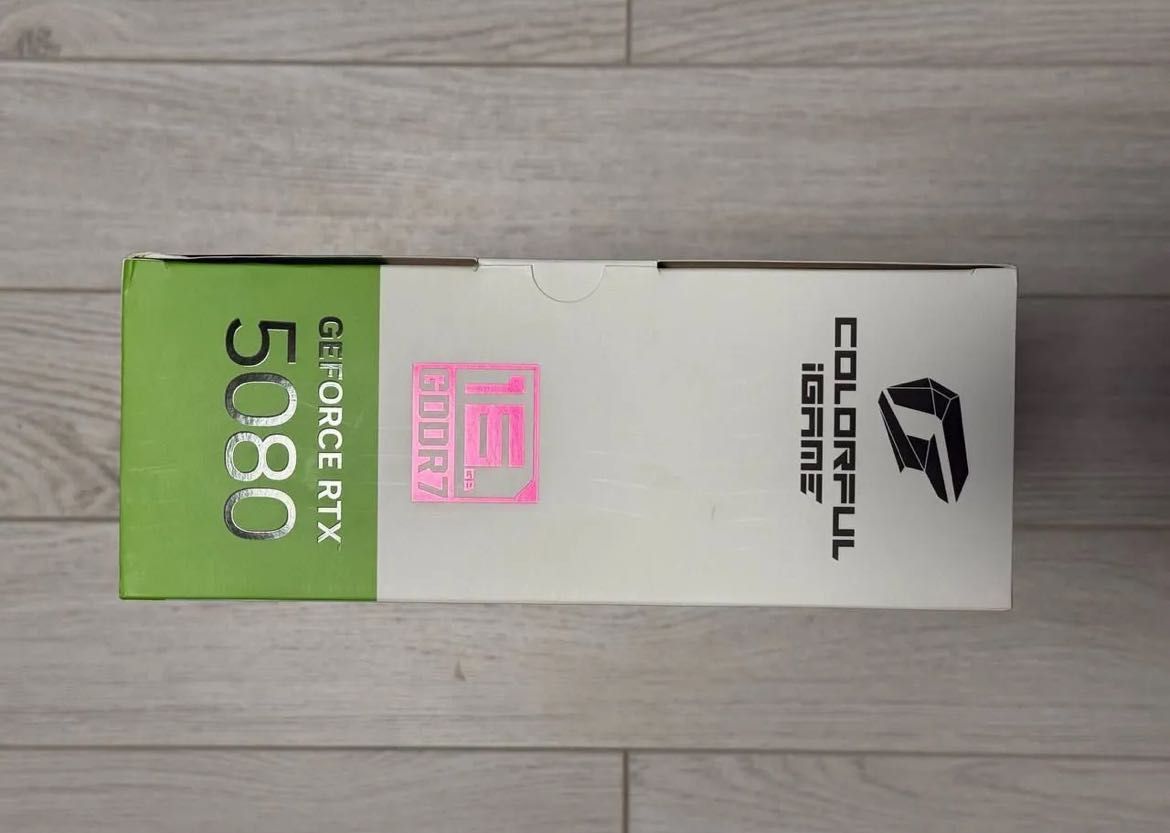 COLORFUL
iGAME
16
GB
GDDR7
GEFORCE RTX
5080